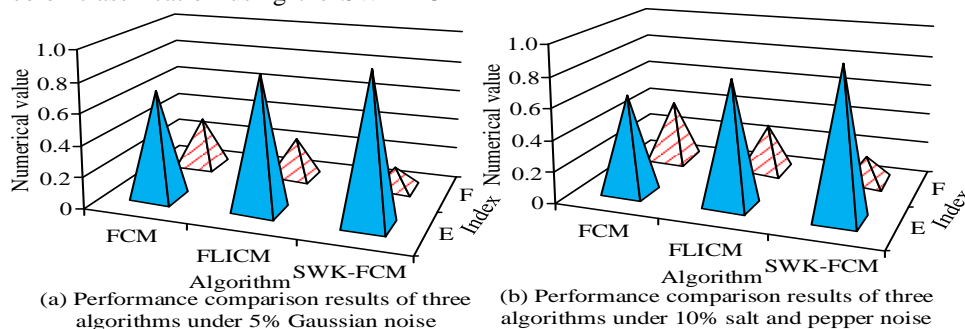 1.0
0.8
0.6
0.4
0.2
0
Numerical value
FCM
FLICM
SWK-FCM
Algorithm
E
F
Index
(a) Performance comparison results of three
algorithms under 5% Gaussian noise
1.0
0.8
0.6
0.4
0.2
0
Numerical value
FCM
FLICM
SWK-FCM
Algorithm
E
F
Index
(b) Performance comparison results of three
algorithms under 10% salt and pepper noise